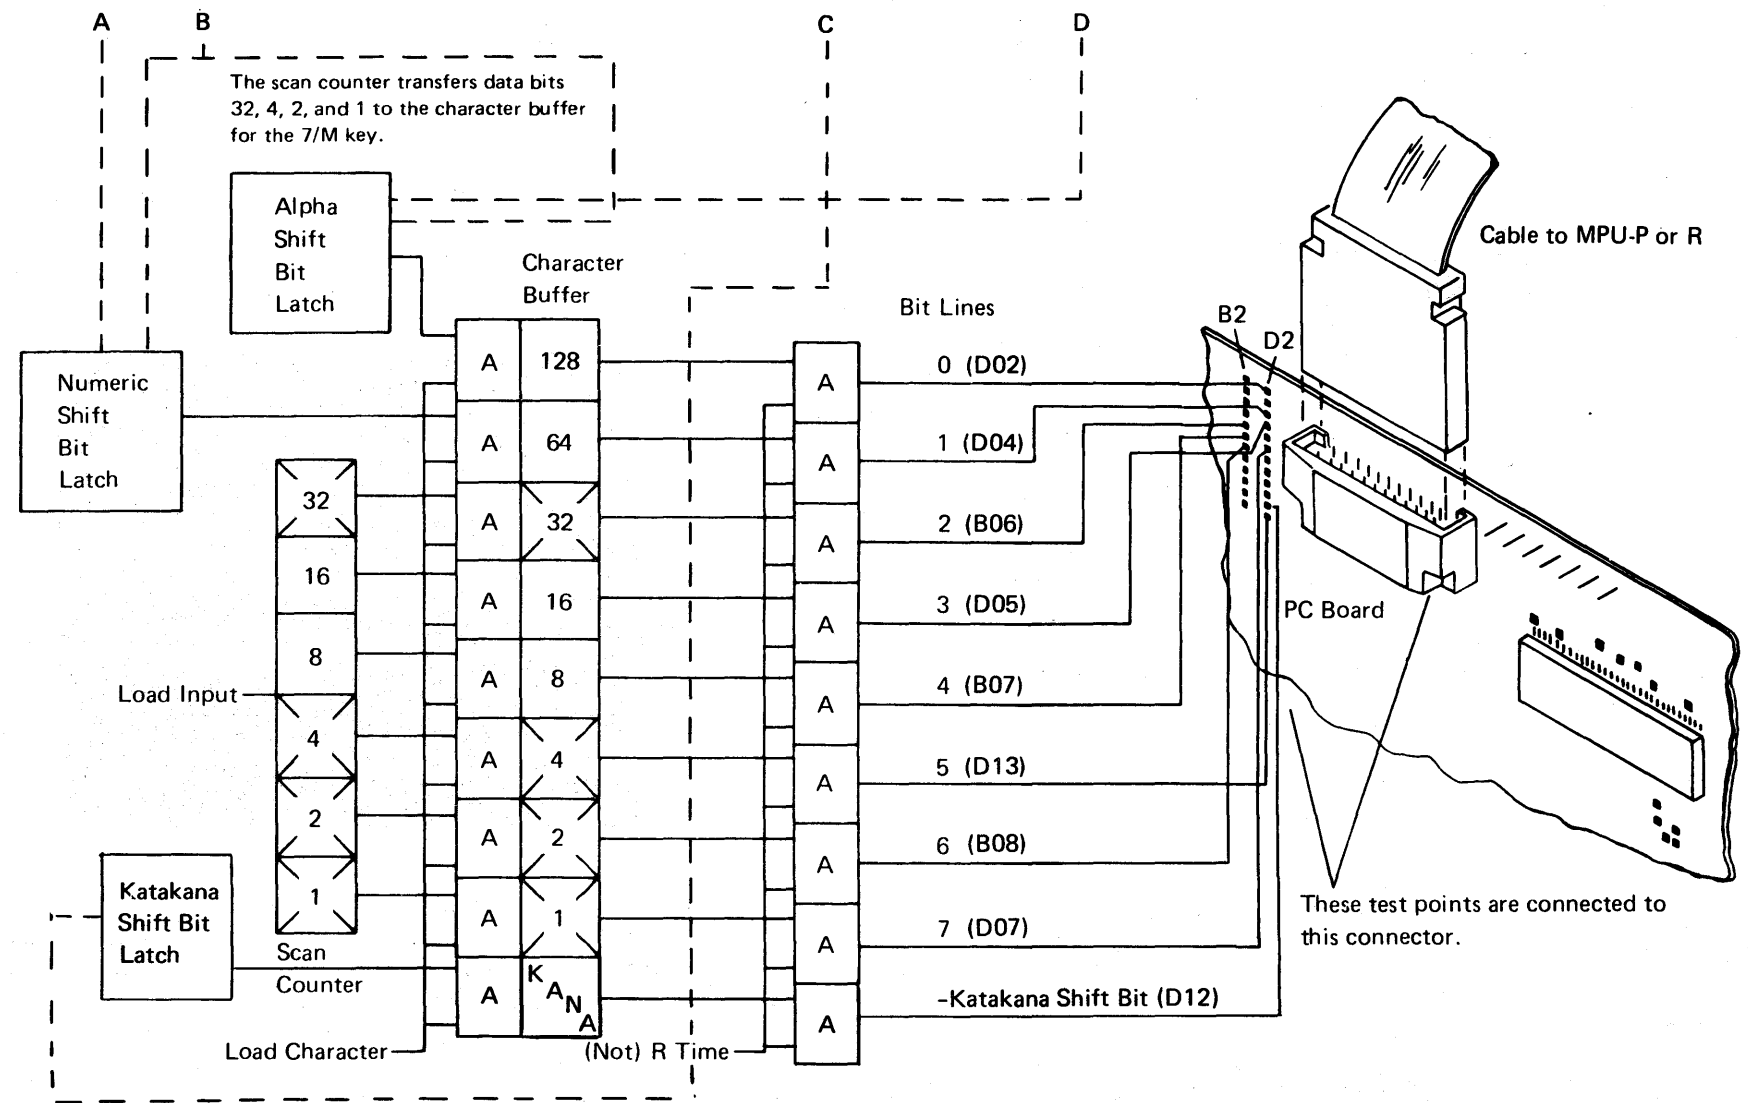 A
B
C
D
The scan counter transfers data bits
32, 4, 2, and 1 to the character buffer
for the 7/M key.
Alpha
Shift
Bit
Latch
Cable to MPU-P or R
Character
Buffer
Bit Lines
B2
D2
Numeric
Shift
Bit
Latch
A
128
A
0 (D02)
A
64
A
1 (D04)
32
A
32
A
2 (B06)
16
A
16
A
3 (D05)
PC Board
8
A
8
A
4 (B07)
Load Input
4
A
4
A
5 (D13)
2
A
2
A
6 (B08)
1
A
1
A
7 (D07)
Katakana
Shift Bit
Latch
Scan
Counter
A
KANA
A
-Katakana Shift Bit (D12)
These test points are connected to
this connector.
Load Character
(Not) R Time